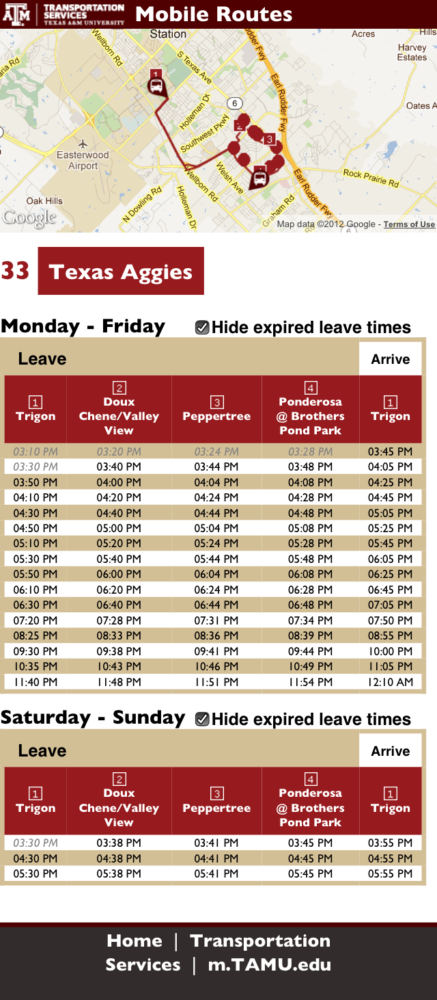 ATM TRANSPORTATION SERVICES TEXAS A&M UNIVERSITY Mobile Routes
Station
Acres
Hills
Wellborn Rd
S Texas Ave
Rudder Fwy
Harvey
Estates
1
Earl Rudder Fwy
Holleman Dr
6
Oates A
2
Southwest Pkwy
3
Easterwood
Airport
Welsh Ave
Wellborn Rd
Rock Prairie Rd
Earl Rudder Fwy
Oak Hills
N Dowling Rd
Holleman Dr
Graham Rd
Google
Map data ©2012 Google - Terms of Use
6
33 Texas Aggies
Monday - Friday Hide expired leave times
Leave Arrive
1 2 3 4 1
Trigon Doux Chene/Valley View Peppertree Ponderosa @ Brothers Pond Park Trigon
03:10 PM 03:20 PM 03:24 PM 03:28 PM 03:45 PM
03:30 PM 03:40 PM 03:44 PM 03:48 PM 04:05 PM
03:50 PM 04:00 PM 04:04 PM 04:08 PM 04:25 PM
04:10 PM 04:20 PM 04:24 PM 04:28 PM 04:45 PM
04:30 PM 04:40 PM 04:44 PM 04:48 PM 05:05 PM
04:50 PM 05:00 PM 05:04 PM 05:08 PM 05:25 PM
05:10 PM 05:20 PM 05:24 PM 05:28 PM 05:45 PM
05:30 PM 05:40 PM 05:44 PM 05:48 PM 06:05 PM
05:50 PM 06:00 PM 06:04 PM 06:08 PM 06:25 PM
06:10 PM 06:20 PM 06:24 PM 06:28 PM 06:45 PM
06:30 PM 06:40 PM 06:44 PM 06:48 PM 07:05 PM
07:20 PM 07:28 PM 07:31 PM 07:34 PM 07:50 PM
08:25 PM 08:33 PM 08:36 PM 08:39 PM 08:55 PM
09:30 PM 09:38 PM 09:41 PM 09:44 PM 10:00 PM
10:35 PM 10:43 PM 10:46 PM 10:49 PM 11:05 PM
11:40 PM 11:48 PM 11:51 PM 11:54 PM 12:10 AM
Saturday - Sunday Hide expired leave times
Leave Arrive
1 2 3 4 1
Trigon Doux Chene/Valley View Peppertree Ponderosa @ Brothers Pond Park Trigon
03:30 PM 03:38 PM 03:41 PM 03:45 PM 03:55 PM
04:30 PM 04:38 PM 04:41 PM 04:45 PM 04:55 PM
05:30 PM 05:38 PM 05:41 PM 05:45 PM 05:55 PM
Home | Transportation
Services | m.TAMU.edu